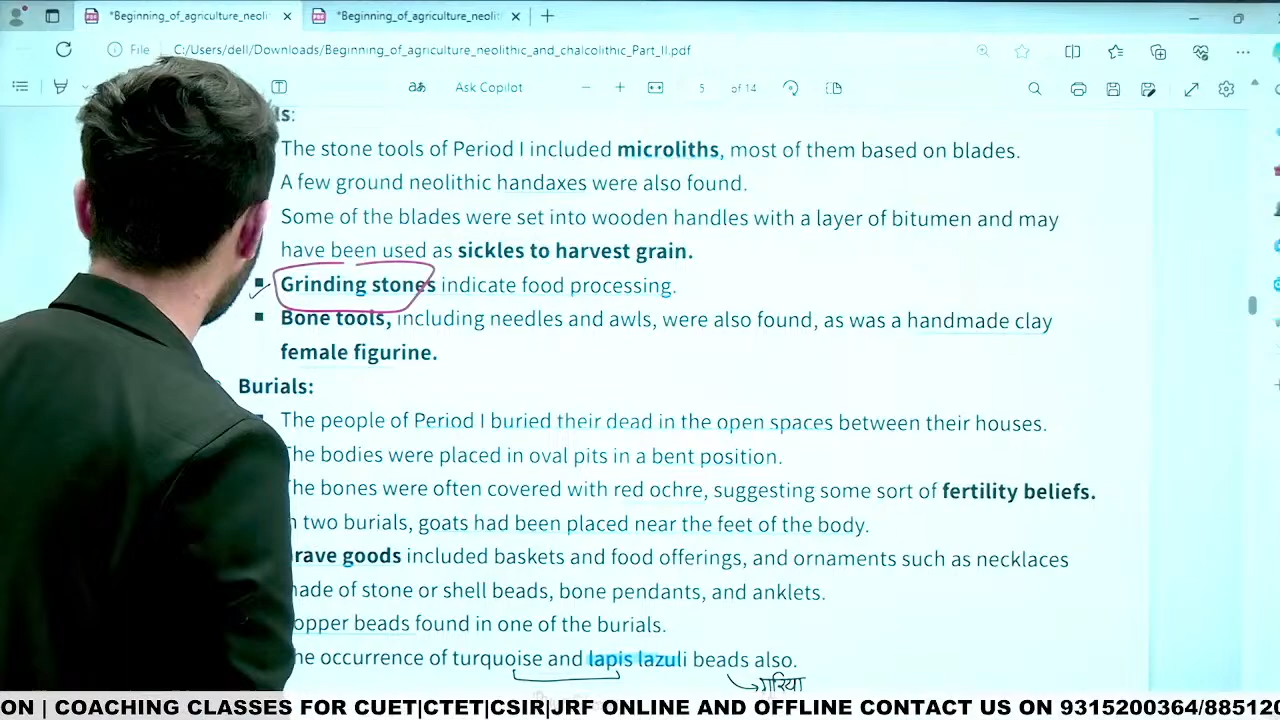 *Beginning_of_agriculture_neoli
*Beginning_of_agriculture_neolit
File C:/Users/dell/Downloads/Beginning_of_agriculture_neolithic_and_chalcolithic_Part_II.pdf
Ask Copilot 5 of 14
ls:
The stone tools of Period I included microliths, most of them based on blades.
A few ground neolithic handaxes were also found.
Some of the blades were set into wooden handles with a layer of bitumen and may
have been used as sickles to harvest grain.
Grinding stones indicate food processing.
Bone tools, including needles and awls, were also found, as was a handmade clay
female figurine.
Burials:
The people of Period I buried their dead in the open spaces between their houses.
The bodies were placed in oval pits in a bent position.
he bones were often covered with red ochre, suggesting some sort of fertility beliefs.
n two burials, goats had been placed near the feet of the body.
rave goods included baskets and food offerings, and ornaments such as necklaces
made of stone or shell beads, bone pendants, and anklets.
opper beads found in one of the burials.
he occurrence of turquoise and lapis lazuli beads also.
ON | COACHING CLASSES FOR CUET|CTET|CSIR|JRF ONLINE AND OFFLINE CONTACT US ON 9315200364/885120